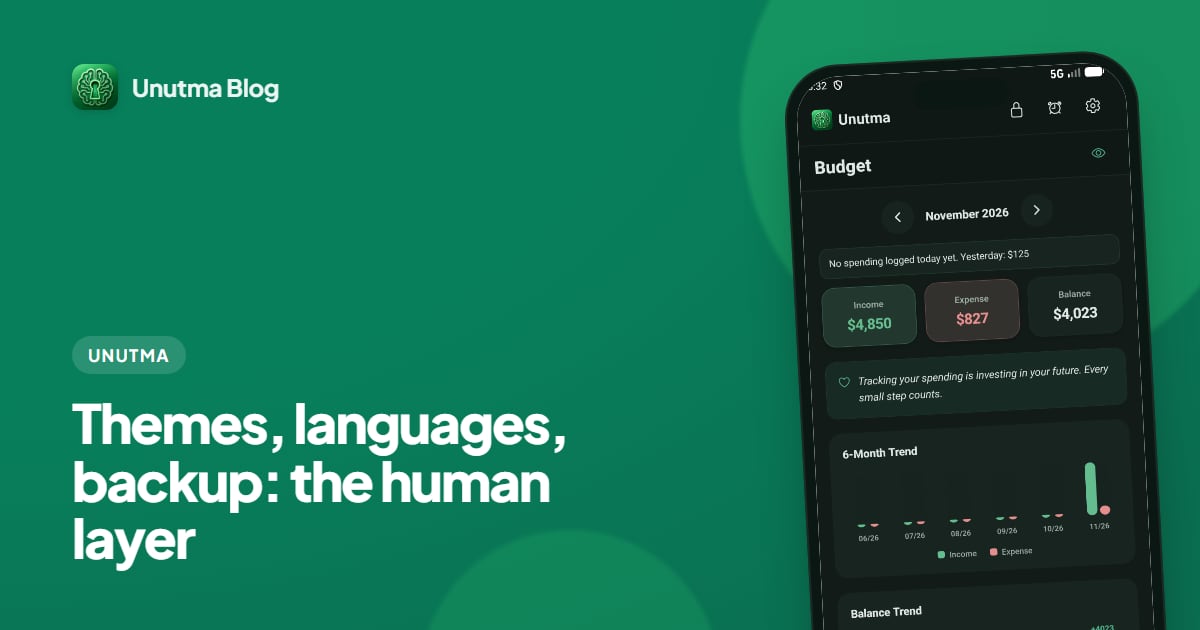 Unutma Blog
UNUTMA
Themes, languages,
backup: the human
layer
:32
5G
Unutma
Budget
November 2026
No spending logged today yet. Yesterday: $125
Income
$4,850
Expense
$827
Balance
$4,023
Tracking your spending is investing in your future. Every
small step counts.
6-Month Trend
06/26 07/26 08/26 09/26 10/26 11/26
Income Expense
Balance Trend
$4023